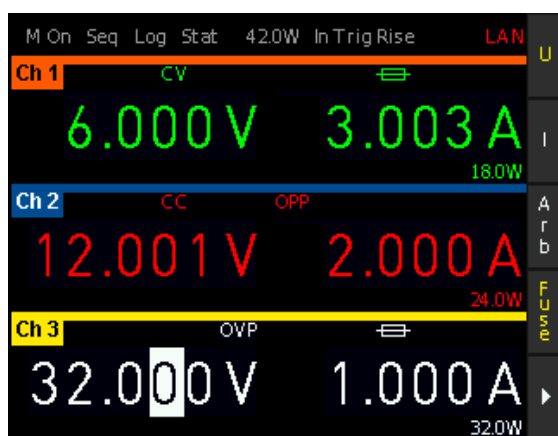 M On Seq Log Stat 42.0W In Trig Rise LAN
U
Ch 1 CV
6.000 V 3.003 A
I
18.0W
Ch 2 CC OPP
Arb
12.001 V 2.000 A
24.0W
Fuse
Ch 3 OVP
32.000 V 1.000 A
32.0W